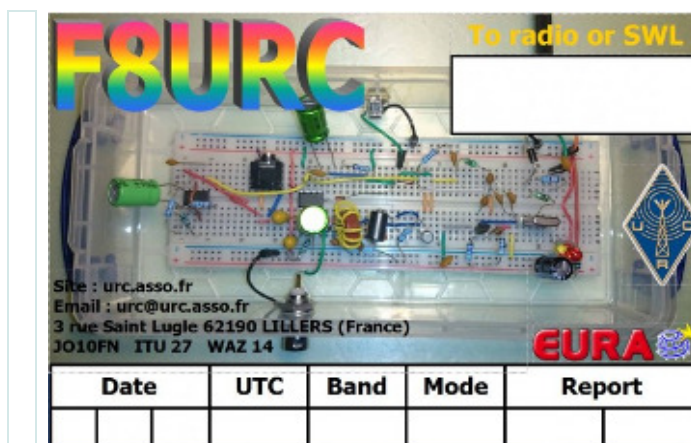 F8URC
To radio or SWL
U R C
Site : urc.asso.fr
Email : urc@urc.asso.fr
3 rue Saint Lugle 62190 LILLERS (France)
JO10FN ITU 27 WAZ 14
EURA
Date UTC Band Mode Report